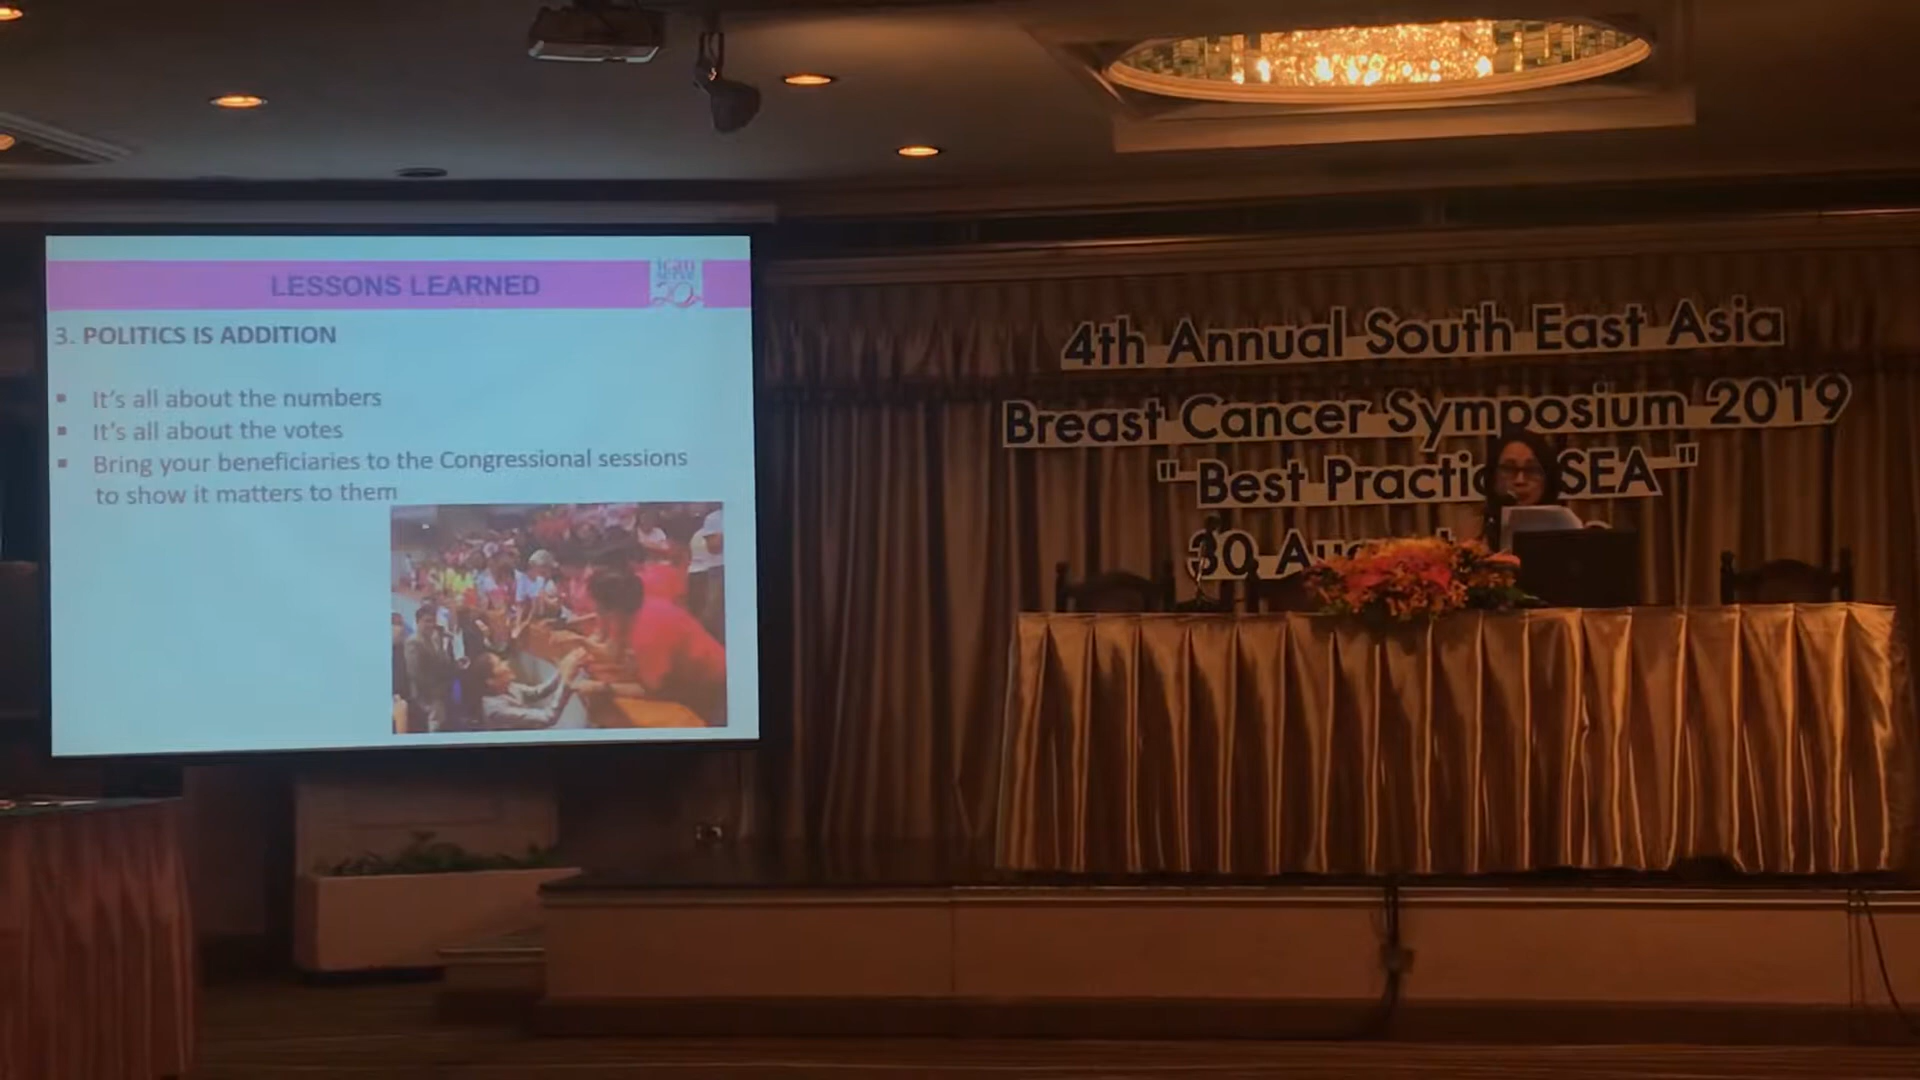 LESSONS LEARNED
3. POLITICS IS ADDITION
▪ It's all about the numbers
▪ It's all about the votes
▪ Bring your beneficiaries to the Congressional sessions
to show it matters to them
4th Annual South East Asia
Breast Cancer Symposium 2019
" Best Practic SEA "
30 Au